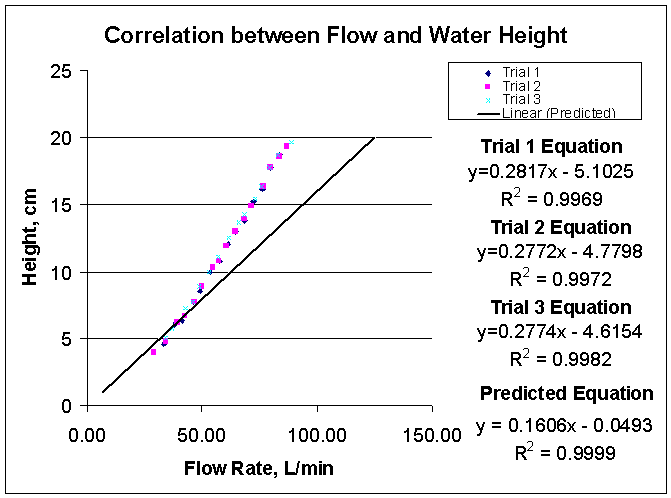 Correlation between Flow and Water Height
25
20
15
10
5
0
Height, cm
0.00 50.00 100.00 150.00
Flow Rate, L/min
Trial 1
Trial 2
Trial 3
Linear (Predicted)
Trial 1 Equation
y=0.2817x - 5.1025
R² = 0.9969
Trial 2 Equation
y=0.2772x - 4.7798
R² = 0.9972
Trial 3 Equation
y=0.2774x - 4.6154
R² = 0.9982
Predicted Equation
y = 0.1606x - 0.0493
R² = 0.9999